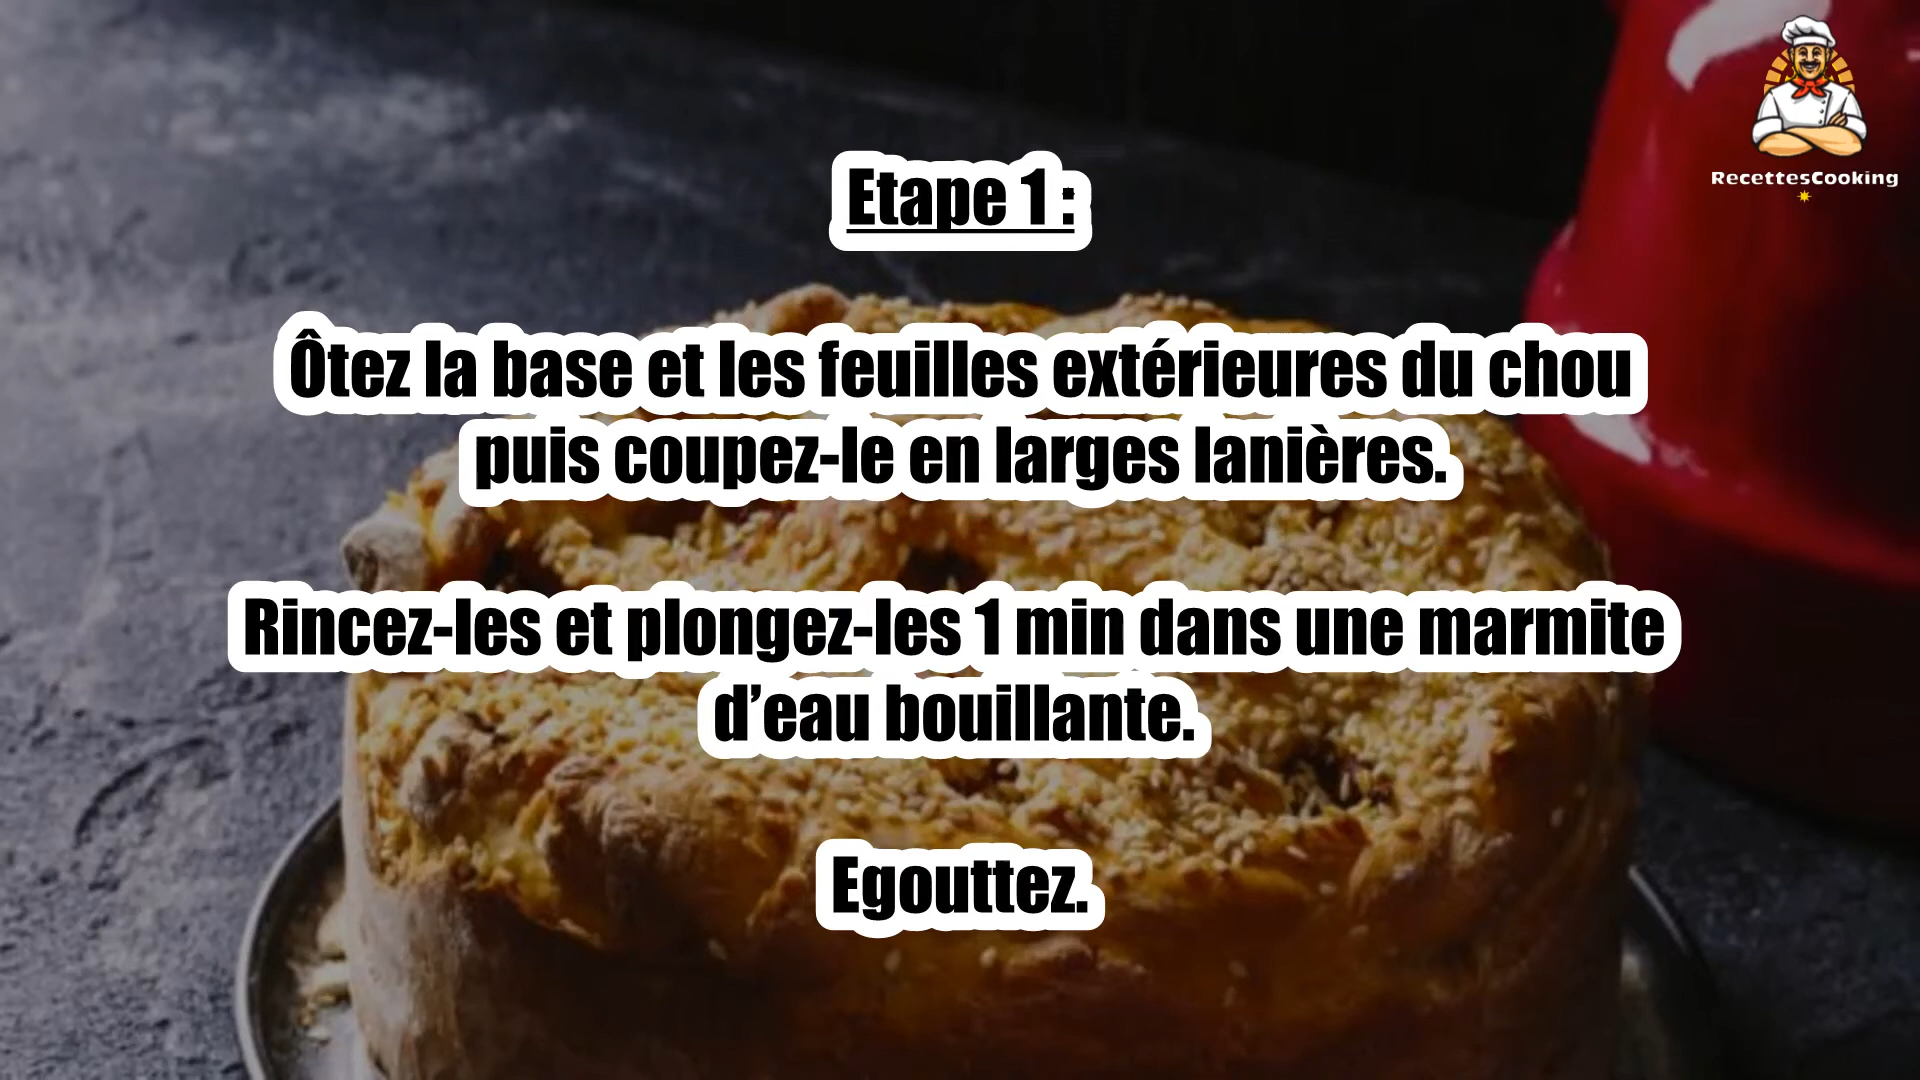 RecettesCooking
Etape 1 :
Ôtez la base et les feuilles extérieures du chou
puis coupez-le en larges lanières.
Rincez-les et plongez-les 1 min dans une marmite
d’eau bouillante.
Egouttez.